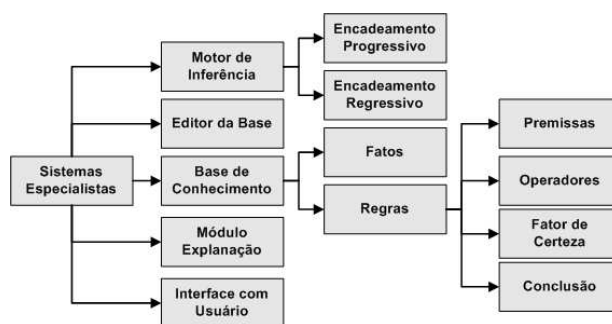 Sistemas
Especialistas
Motor de
Inferência
Editor da Base
Base de
Conhecimento
Módulo
Explanação
Interface com
Usuário
Encadeamento
Progressivo
Encadeamento
Regressivo
Fatos
Regras
Premissas
Operadores
Fator de
Certeza
Conclusão